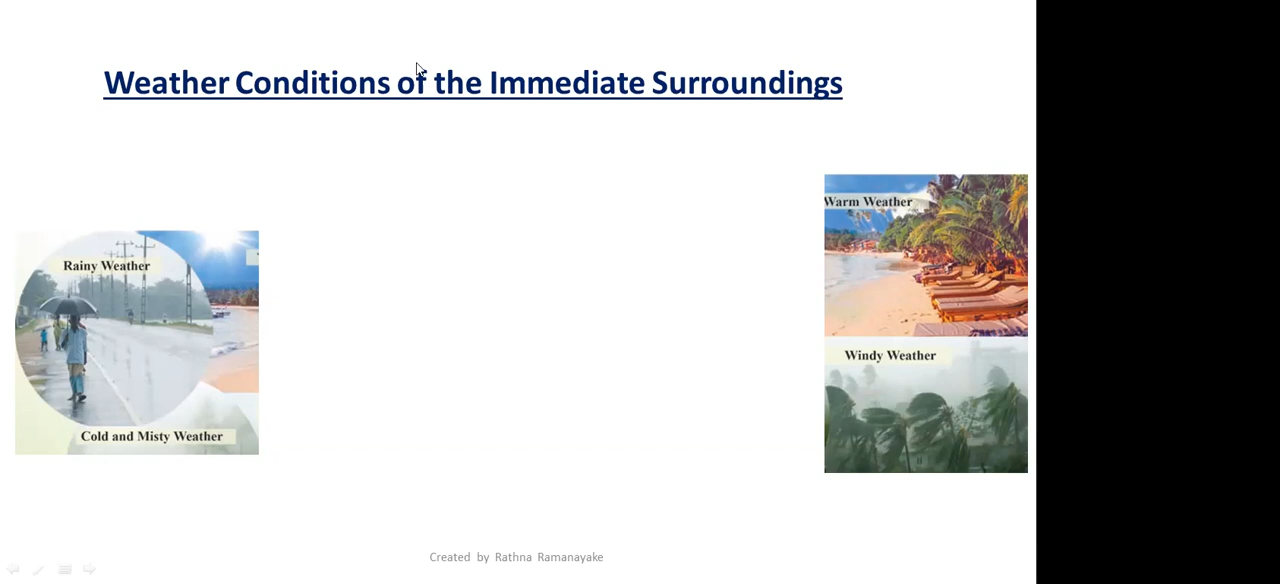 Weather Conditions of the Immediate Surroundings
Warm Weather
Rainy Weather
Windy Weather
Cold and Misty Weather
Created by Rathna Ramanayake